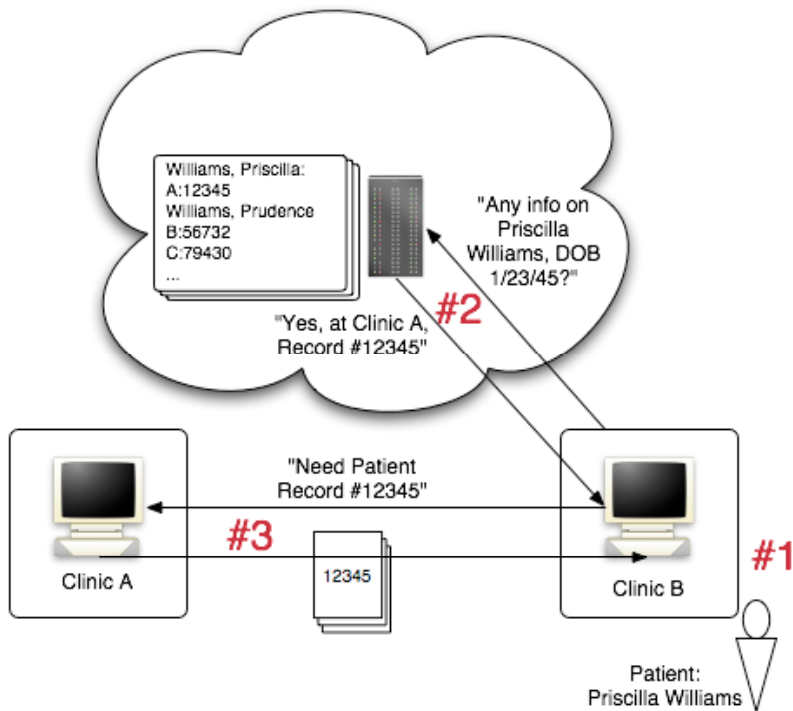 Williams, Priscilla:
A:12345
Williams, Prudence
B:56732
C:79430
...
"Any info on
Priscilla
Williams, DOB
1/23/45?"
#2
"Yes, at Clinic A,
Record #12345"
"Need Patient
Record #12345"
#3
12345
Clinic A
Clinic B
#1
Patient:
Priscilla Williams